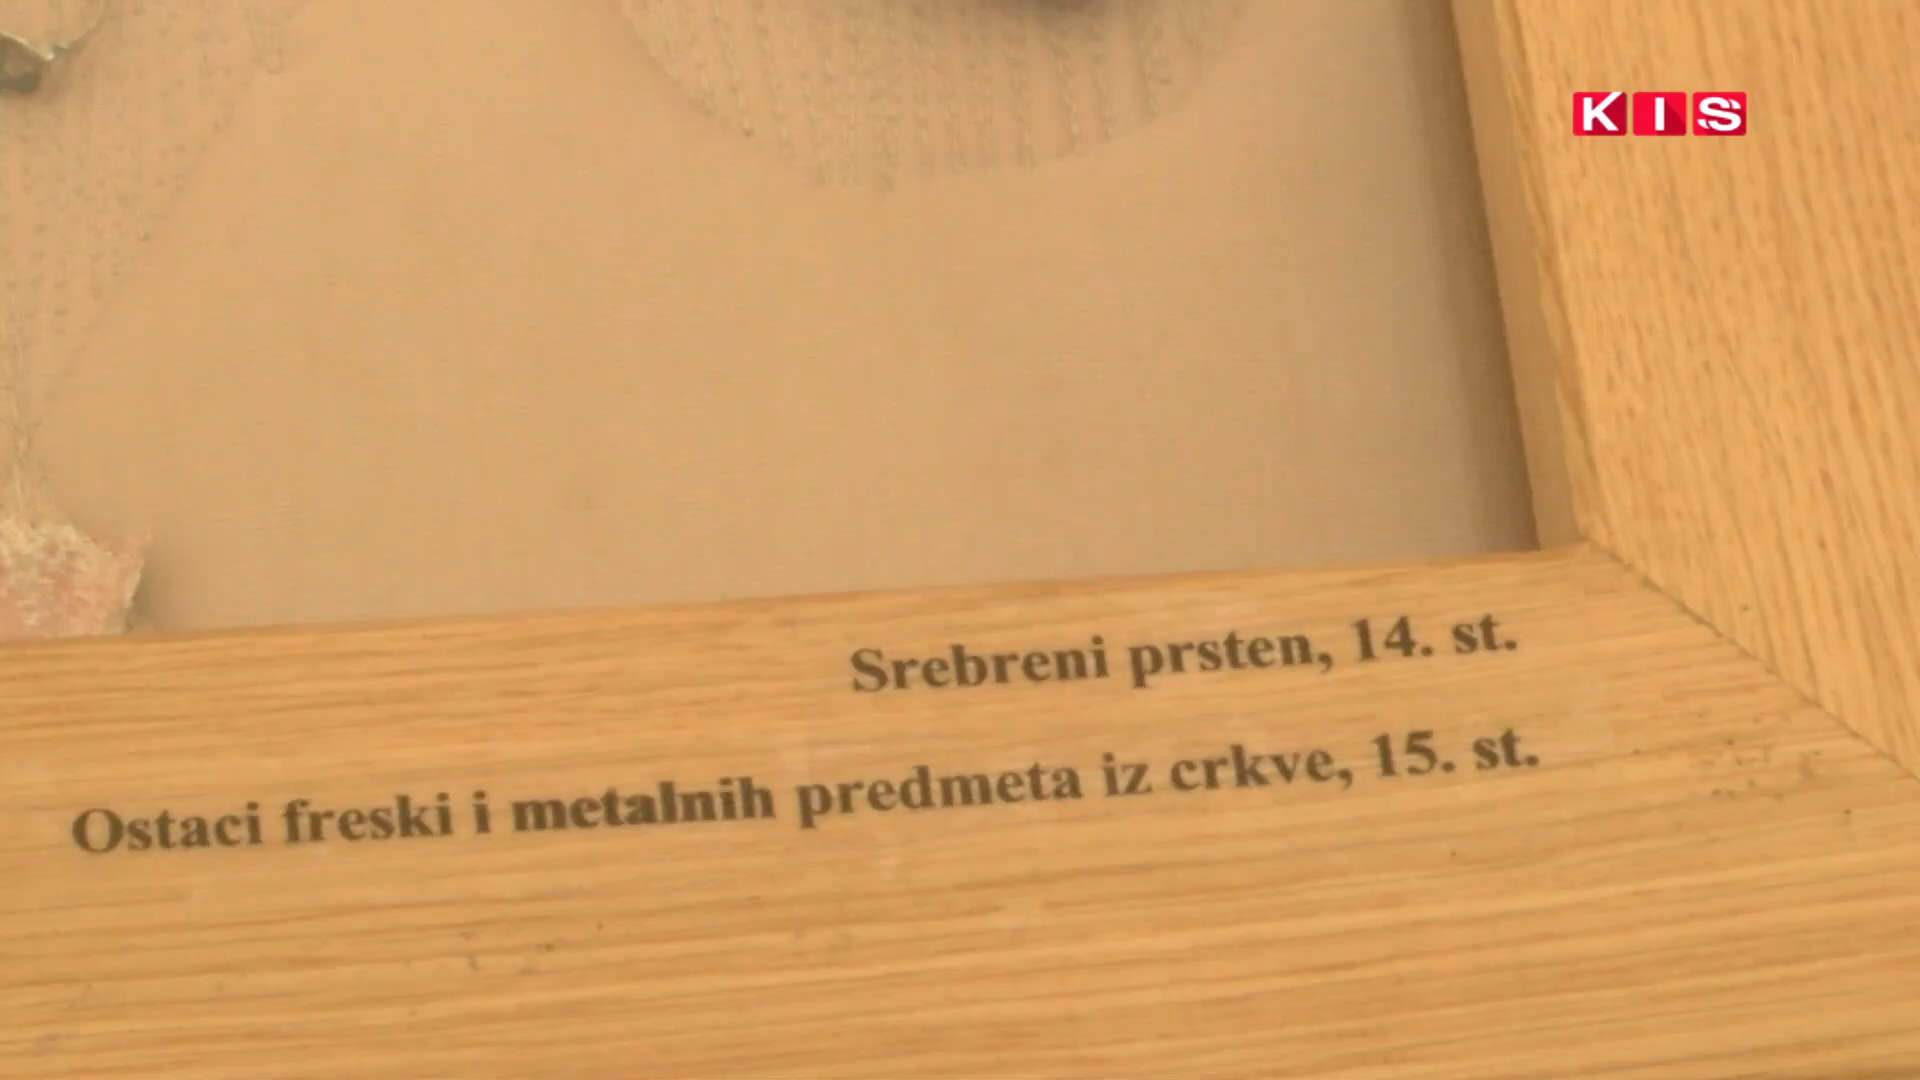 KIS
Srebreni prsten, 14. st.
Ostaci freski i metalnih predmeta iz crkve, 15. st.